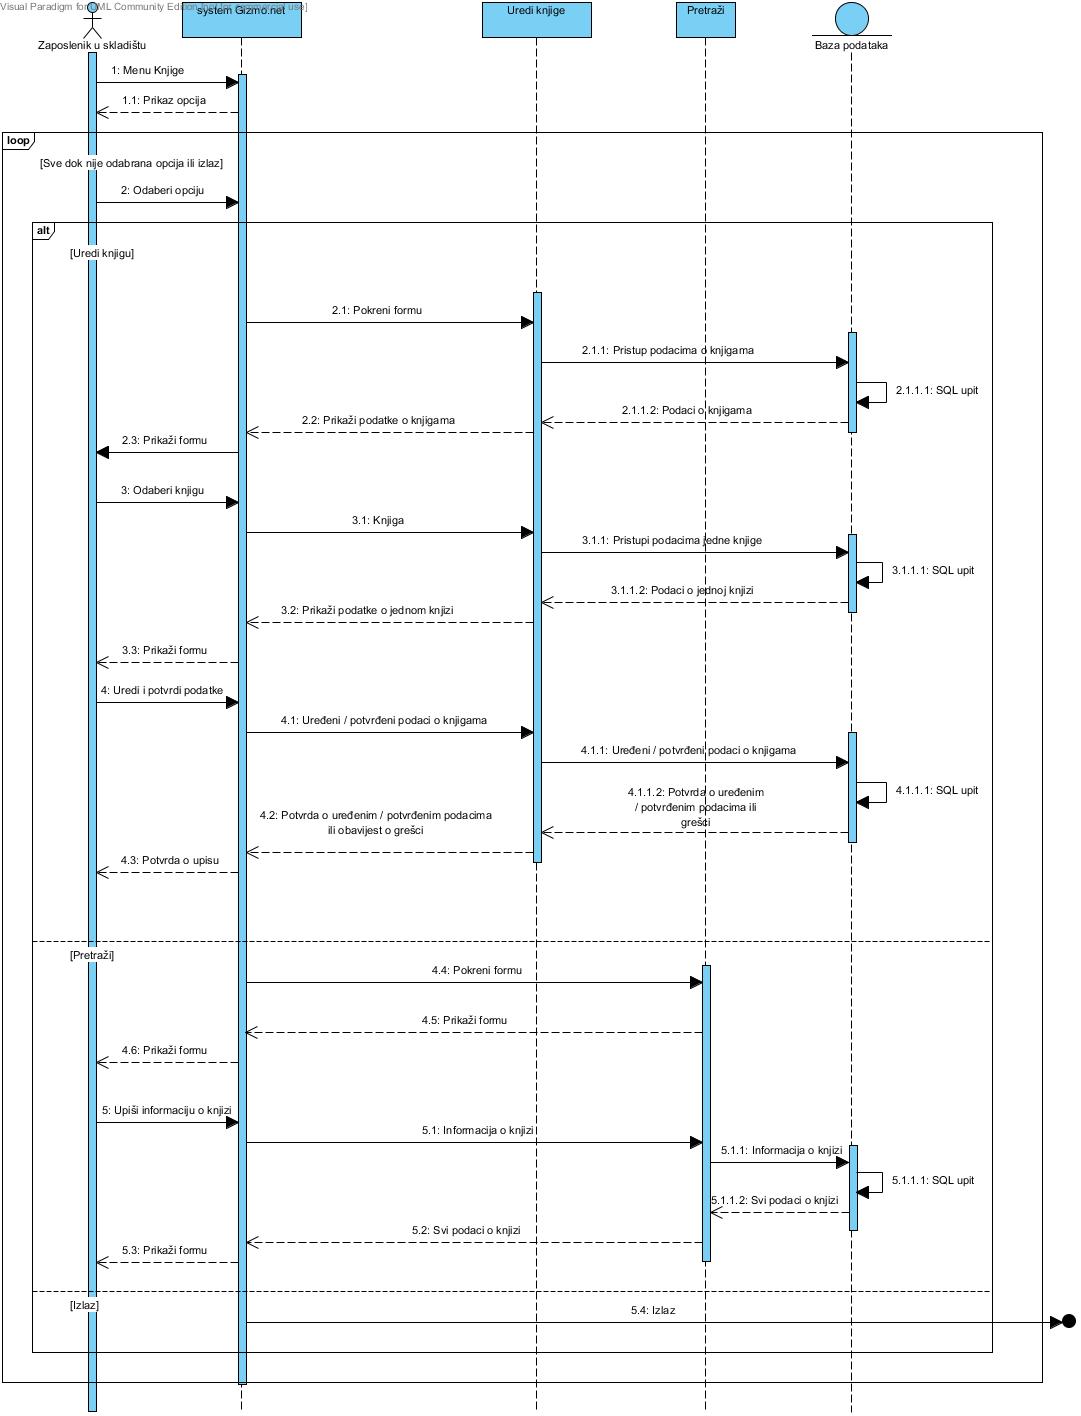 Visual Paradigm for UML Community Edition [not for commercial use]
system Gizmo.net
Uredi knjige
Pretraži
Zaposlenik u skladištu
Baza podataka
1: Menu Knjige
1.1: Prikaz opcija
loop
[Sve dok nije odabrana opcija ili izlaz]
2: Odaberi opciju
alt
[Uredi knjigu]
2.1: Pokreni formu
2.1.1: Pristup podacima o knjigama
2.1.1.1: SQL upit
2.1.1.2: Podaci o knjigama
2.2: Prikaži podatke o knjigama
2.3: Prikaži formu
3: Odaberi knjigu
3.1: Knjiga
3.1.1: Pristupi podacima jedne knjige
3.1.1.1: SQL upit
3.1.1.2: Podaci o jednoj knjizi
3.2: Prikaži podatke o jednom knjizi
3.3: Prikaži formu
4: Uredi i potvrdi podatke
4.1: Uređeni / potvrđeni podaci o knjigama
4.1.1: Uređeni / potvrđeni podaci o knjigama
4.1.1.1: SQL upit
4.1.1.2: Potvrda o uređenim
/ potvrđenim podacima ili
grešci
4.2: Potvrda o uređenim / potvrđenim podacima
ili obavijest o grešci
4.3: Potvrda o upisu
[Pretraži]
4.4: Pokreni formu
4.5: Prikaži formu
4.6: Prikaži formu
5: Upiši informaciju o knjizi
5.1: Informacija o knjizi
5.1.1: Informacija o knjizi
5.1.1.1: SQL upit
5.1.1.2: Svi podaci o knjizi
5.2: Svi podaci o knjizi
5.3: Prikaži formu
[Izlaz]
5.4: Izlaz